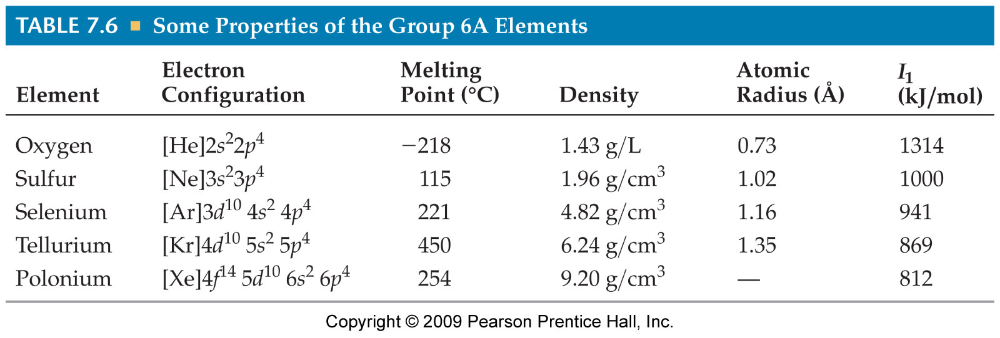 TABLE 7.6 ▪ Some Properties of the Group 6A Elements
Element Electron Configuration Melting Point (°C) Density Atomic Radius (Å) I₁ (kJ/mol)
Oxygen [He]2s²2p⁴ −218 1.43 g/L 0.73 1314
Sulfur [Ne]3s²3p⁴ 115 1.96 g/cm³ 1.02 1000
Selenium [Ar]3d¹⁰ 4s² 4p⁴ 221 4.82 g/cm³ 1.16 941
Tellurium [Kr]4d¹⁰ 5s² 5p⁴ 450 6.24 g/cm³ 1.35 869
Polonium [Xe]4f¹⁴ 5d¹⁰ 6s² 6p⁴ 254 9.20 g/cm³ — 812
Copyright © 2009 Pearson Prentice Hall, Inc.